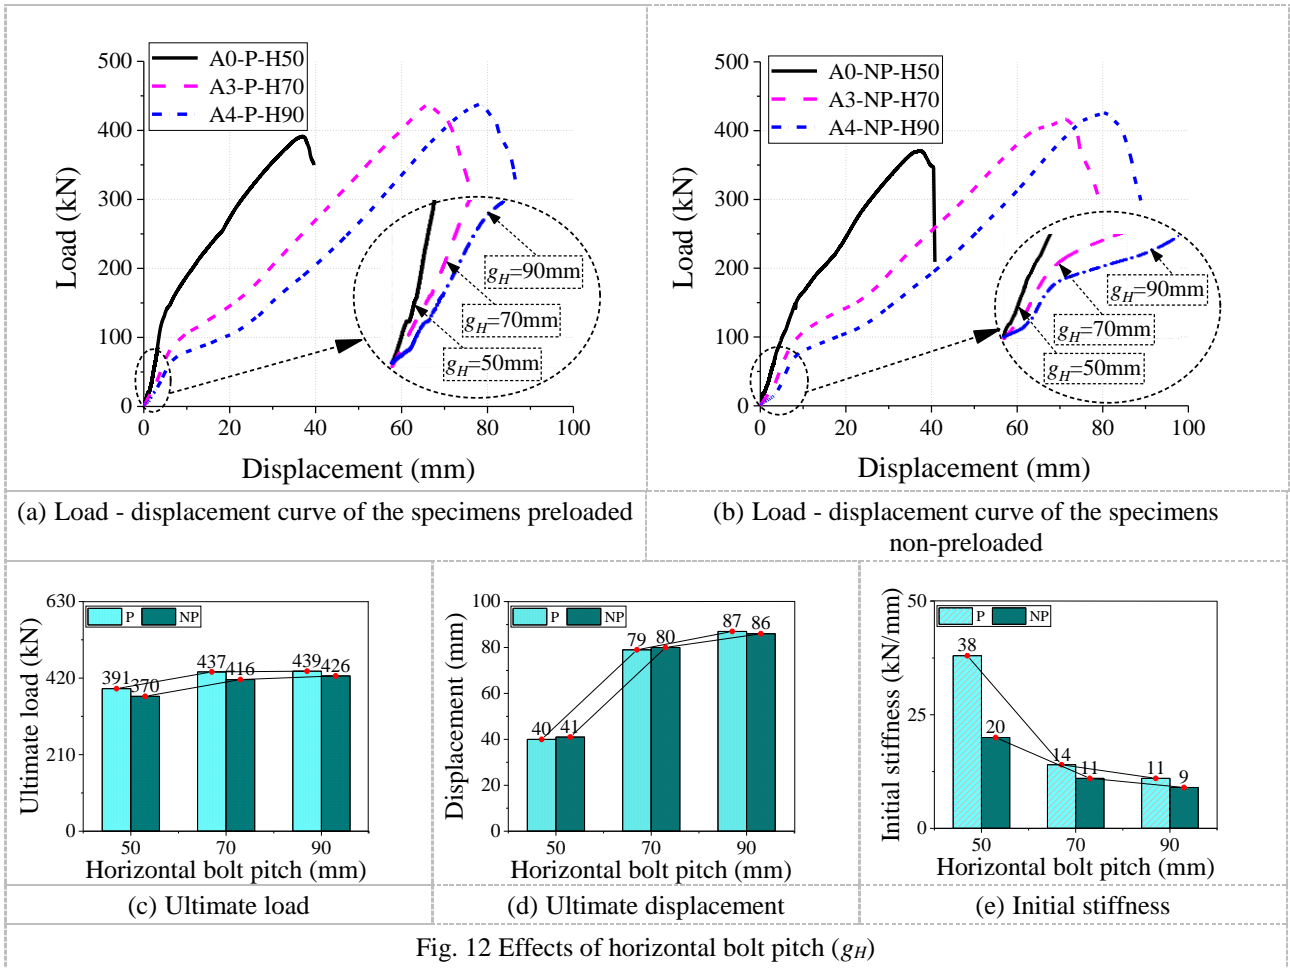 A0-P-H50
A3-P-H70
A4-P-H90
500
400
300
200
100
0
Load (kN)
0 20 40 60 80 100
Displacement (mm)
gH=90mm
gH=70mm
gH=50mm
(a) Load - displacement curve of the specimens preloaded
A0-NP-H50
A3-NP-H70
A4-NP-H90
500
400
300
200
100
0
Load (kN)
0 20 40 60 80 100
Displacement (mm)
gH=90mm
gH=70mm
gH=50mm
(b) Load - displacement curve of the specimens
non-preloaded
630
420
210
0
Ultimate load (kN)
P NP
391 370 437 416 439 426
50 70 90
Horizontal bolt pitch (mm)
(c) Ultimate load
100
80
60
40
20
0
Displacement (mm)
P NP
40 41 79 80 87 86
50 70 90
Horizontal bolt pitch (mm)
(d) Ultimate displacement
50
25
0
Initial stiffness (kN/mm)
P NP
38 20 14 11 11 9
50 70 90
Horizontal bolt pitch (mm)
(e) Initial stiffness
Fig. 12 Effects of horizontal bolt pitch (gH)